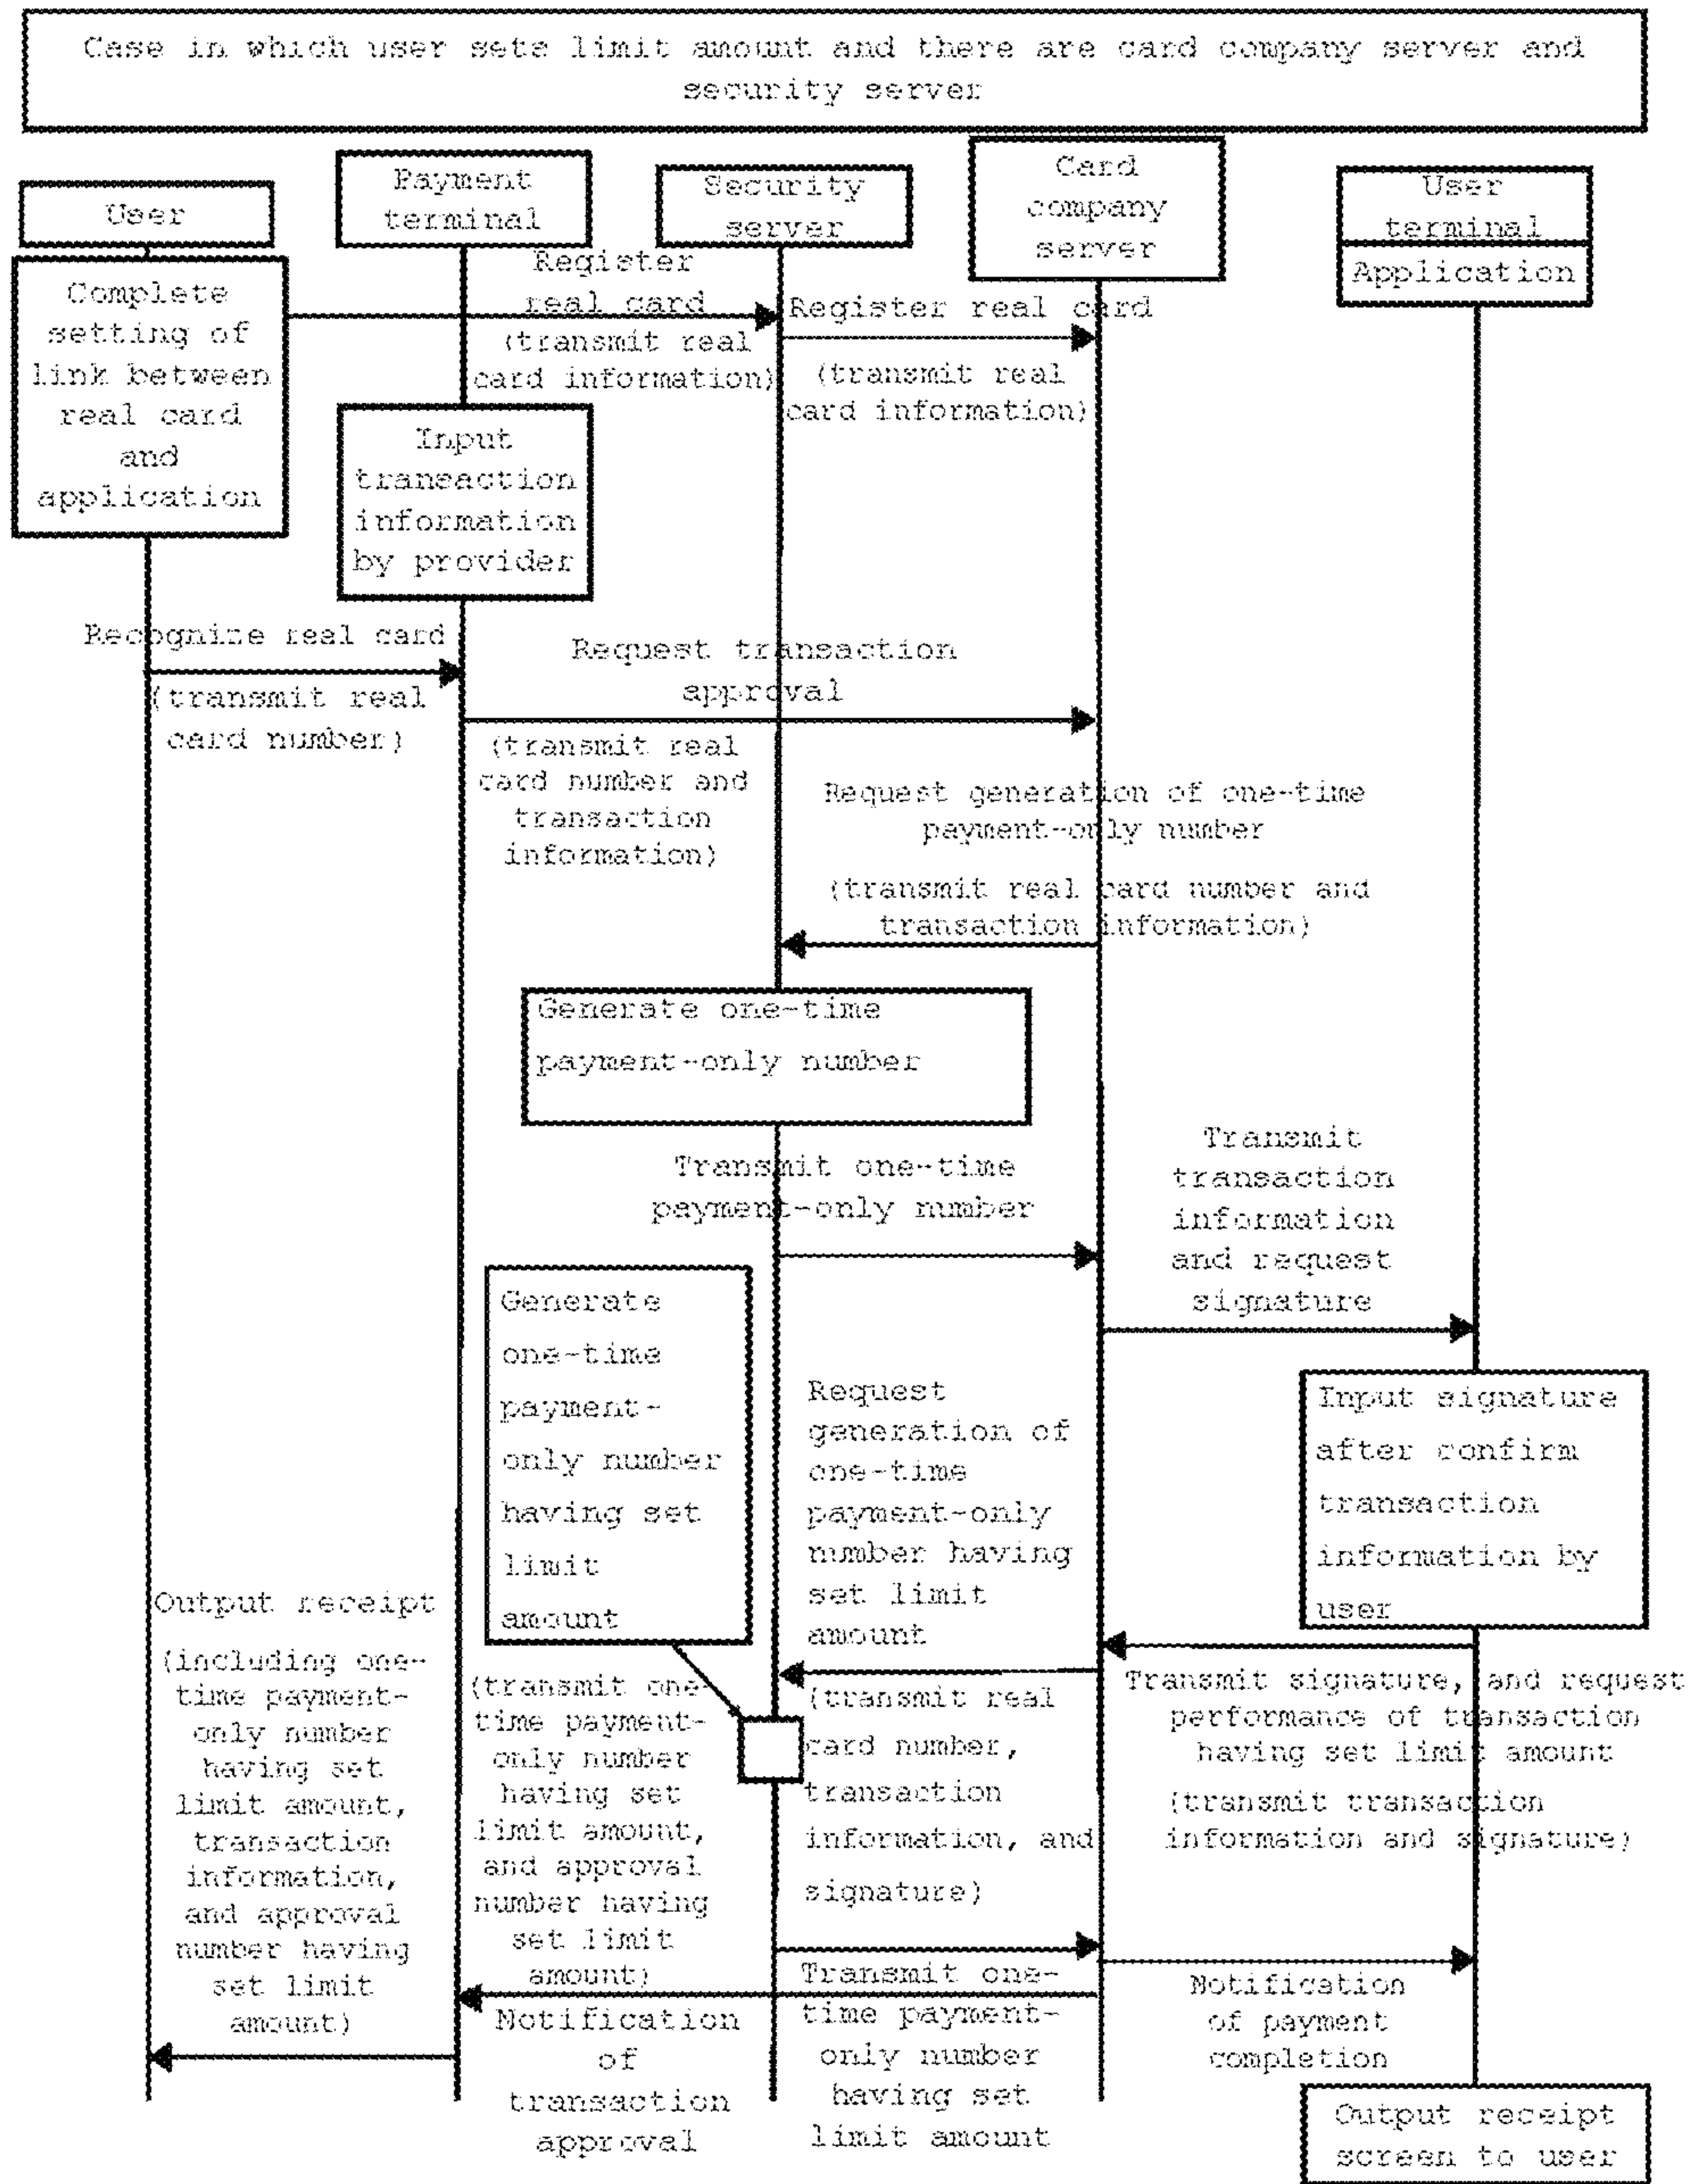 Case in which user sets limit amount and there are card company server and
security server
User
Payment
terminal
Security
server
Card
company
server
User
terminal
Application
Complete
setting of
link between
real card
and
application
Register
real card
(transmit real
card information)
Register real card
(transmit real
card information)
Input
transaction
information
by provider
Recognize real card
(transmit real
card number)
Request transaction
approval
(transmit real
card number and
transaction
information)
Request generation of one-time
payment-only number
(transmit real card number and
transaction information)
Generate one-time
payment-only number
Transmit one-time
payment-only number
Transmit
transaction
information
and request
signature
Generate
one-time
payment-
only number
having set
limit
amount
Request
generation of
one-time
payment-only
number having
set limit
amount
Input signature
after confirm
transaction
information by
user
(transmit real
card number,
transaction
information, and
signature)
Transmit signature, and request
performance of transaction
having set limit amount
(transmit transaction
information and signature)
Output receipt
(including one-
time payment-
only number
having set
limit amount,
transaction
information,
and approval
number having
set limit
amount)
(transmit one-
time payment-
only number
having set
limit amount,
and approval
number having
set limit
amount)
Notification
of
transaction
approval
Transmit one-
time payment-
only number
having set
limit amount
Notification
of payment
completion
Output receipt
screen to user